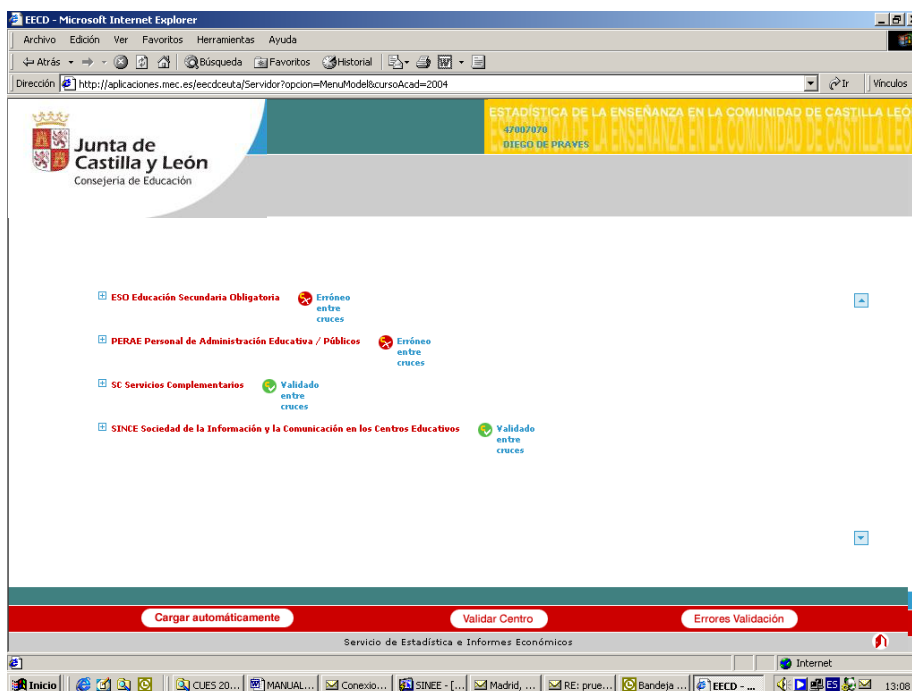 EECD - Microsoft Internet Explorer
Archivo Edición Ver Favoritos Herramientas Ayuda
Atrás Búsqueda Favoritos Historial
Dirección http://aplicaciones.mec.es/eecdceuta/Servidor?opcion=MenuModel&cursoAcad=2004 Ir Vínculos
Junta de
Castilla y León
Consejería de Educación
ESTADÍSTICA DE LA ENSEÑANZA EN LA COMUNIDAD DE CASTILLA LEÓ
47007070
DIEGO DE PRAVES
ESO Educación Secundaria Obligatoria Erróneo
entre
cruces
PERAE Personal de Administración Educativa / Públicos Erróneo
entre
cruces
SC Servicios Complementarios Validado
entre
cruces
SINCE Sociedad de la Información y la Comunicación en los Centros Educativos Validado
entre
cruces
Cargar automáticamente Validar Centro Errores Validación
Servicio de Estadística e Informes Económicos
Internet
Inicio CUES 20... MANUAL... Conexio... SINEE - [... Madrid, ... RE: prue... Bandeja ... EECD - ... ES 13:08